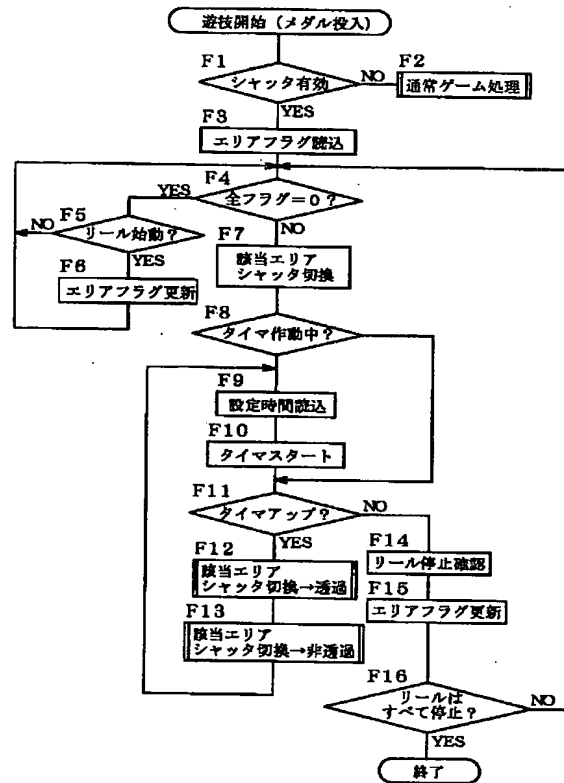 遊技開始(メダル投入)
F1
シャッタ有効
NO
F2
通常ゲーム処理
YES
F3
エリアフラグ読込
F4
全フラグ=0?
YES
NO
F5
リール始動?
NO
YES
F6
エリアフラグ更新
F7
該当エリア
シャッタ切換
F8
タイマ作動中?
F9
設定時間読込
F10
タイマスタート
F11
タイマアップ?
NO
YES
F12
該当エリア
シャッタ切換→透過
F13
該当エリア
シャッタ切換→非透過
F14
リール停止確認
F15
エリアフラグ更新
F16
リールは
すべて停止?
NO
YES
終了